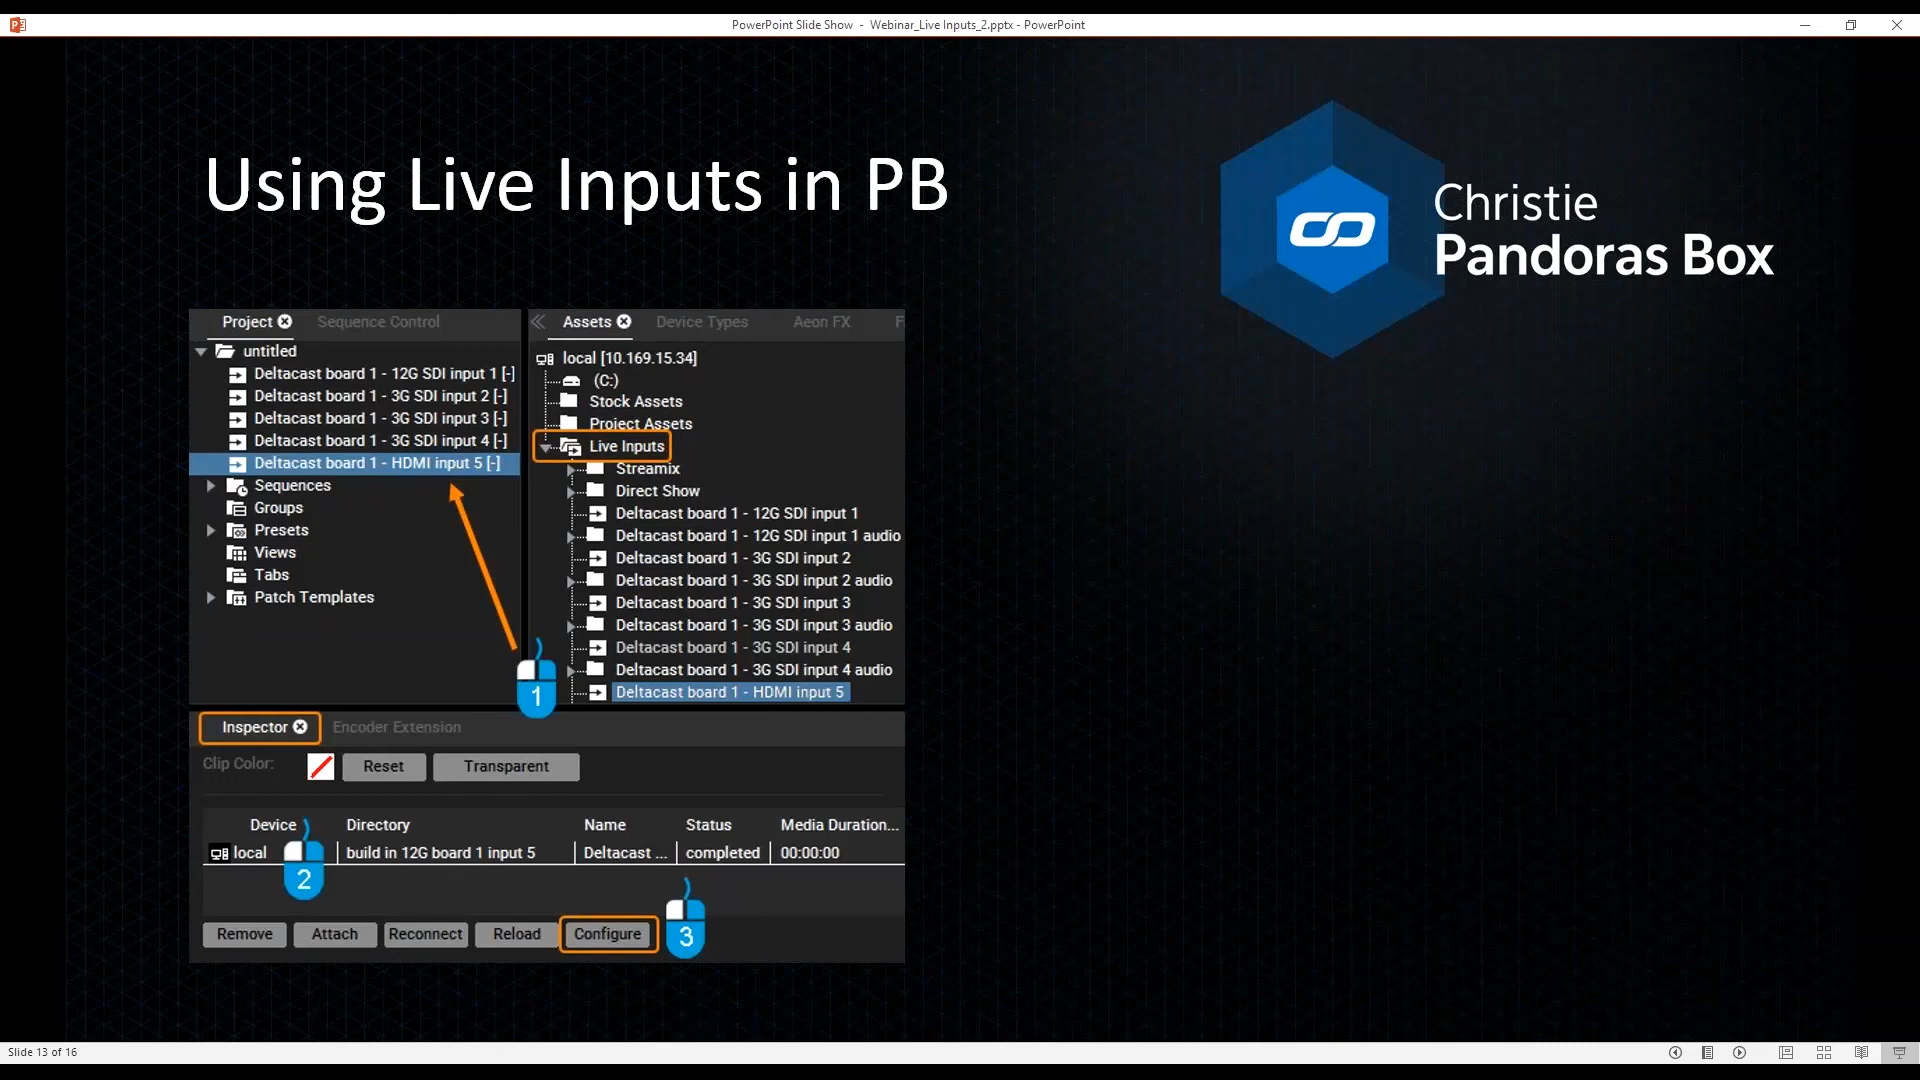 PowerPoint Slide Show - Webinar_Live Inputs_2.pptx - PowerPoint
Using Live Inputs in PB
Christie
Pandoras Box
Project
Sequence Control
untitled
Deltacast board 1 - 12G SDI input 1 [-]
Deltacast board 1 - 3G SDI input 2 [-]
Deltacast board 1 - 3G SDI input 3 [-]
Deltacast board 1 - 3G SDI input 4 [-]
Deltacast board 1 - HDMI input 5 [-]
Sequences
Groups
Presets
Views
Tabs
Patch Templates
Assets
Device Types
Aeon FX
F
local [10.169.15.34]
(C:)
Stock Assets
Project Assets
Live Inputs
Streamix
Direct Show
Deltacast board 1 - 12G SDI input 1
Deltacast board 1 - 12G SDI input 1 audio
Deltacast board 1 - 3G SDI input 2
Deltacast board 1 - 3G SDI input 2 audio
Deltacast board 1 - 3G SDI input 3
Deltacast board 1 - 3G SDI input 3 audio
Deltacast board 1 - 3G SDI input 4
Deltacast board 1 - 3G SDI input 4 audio
Deltacast board 1 - HDMI input 5
1
Inspector
Encoder Extension
Clip Color:
Reset
Transparent
Device Directory Name Status Media Duration...
local build in 12G board 1 input 5 Deltacast ... completed 00:00:00
2
Remove Attach Reconnect Reload Configure
3
Slide 13 of 16